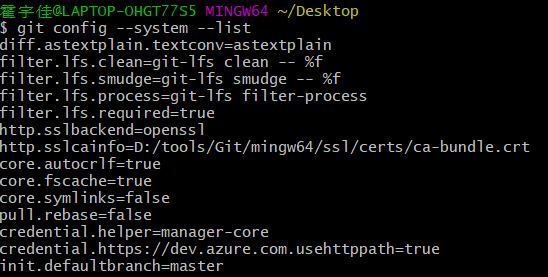 霍宇佳@LAPTOP-OHGT77S5 MINGW64 ~/Desktop
$ git config --system --list
diff.astextplain.textconv=astextplain
filter.lfs.clean=git-lfs clean -- %f
filter.lfs.smudge=git-lfs smudge -- %f
filter.lfs.process=git-lfs filter-process
filter.lfs.required=true
http.sslbackend=openssl
http.sslcainfo=D:/tools/Git/mingw64/ssl/certs/ca-bundle.crt
core.autocrlf=true
core.fscache=true
core.symlinks=false
pull.rebase=false
credential.helper=manager-core
credential.https://dev.azure.com.usehttppath=true
init.defaultbranch=master